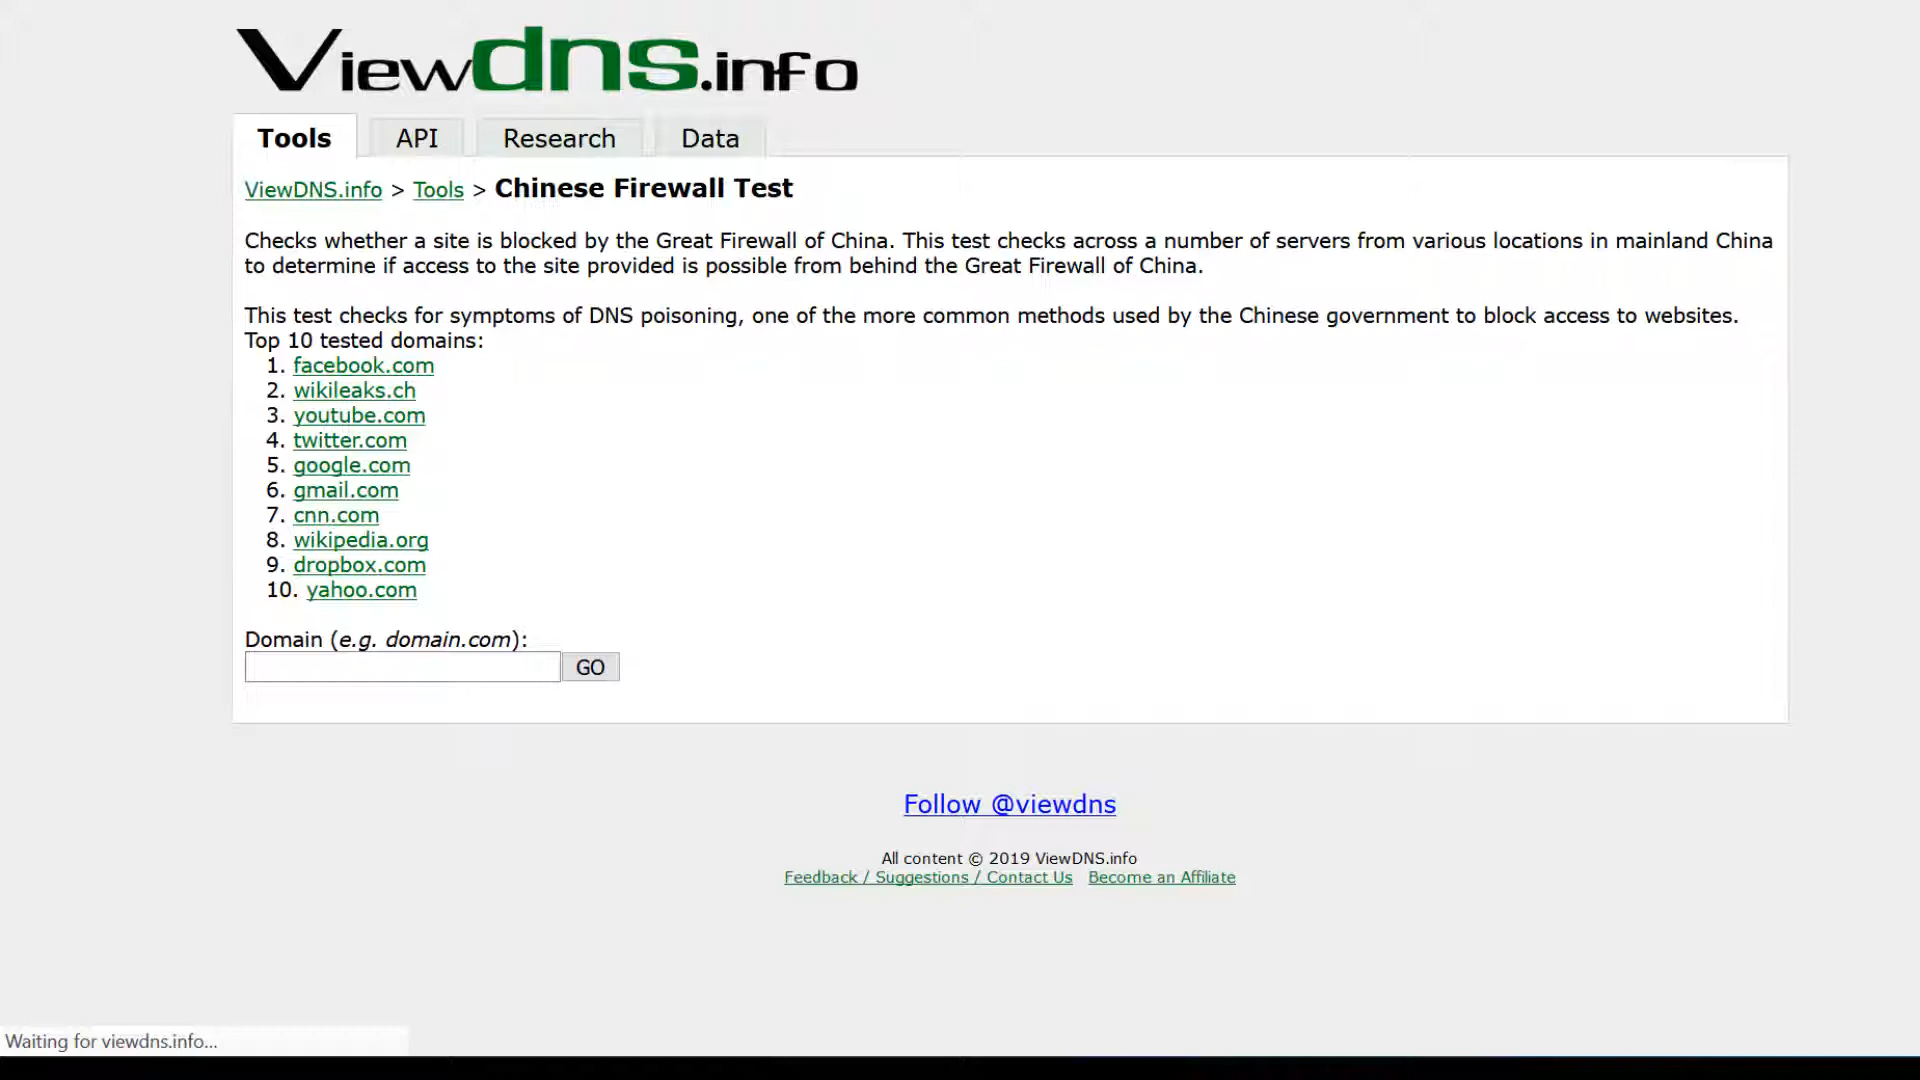 Viewdns.info
Tools API Research Data
ViewDNS.info > Tools > Chinese Firewall Test
Checks whether a site is blocked by the Great Firewall of China. This test checks across a number of servers from various locations in mainland China
to determine if access to the site provided is possible from behind the Great Firewall of China.
This test checks for symptoms of DNS poisoning, one of the more common methods used by the Chinese government to block access to websites.
Top 10 tested domains:
1. facebook.com
2. wikileaks.ch
3. youtube.com
4. twitter.com
5. google.com
6. gmail.com
7. cnn.com
8. wikipedia.org
9. dropbox.com
10. yahoo.com
Domain (e.g. domain.com):
GO
Follow @viewdns
All content © 2019 ViewDNS.info
Feedback / Suggestions / Contact Us Become an Affiliate
Waiting for viewdns.info...